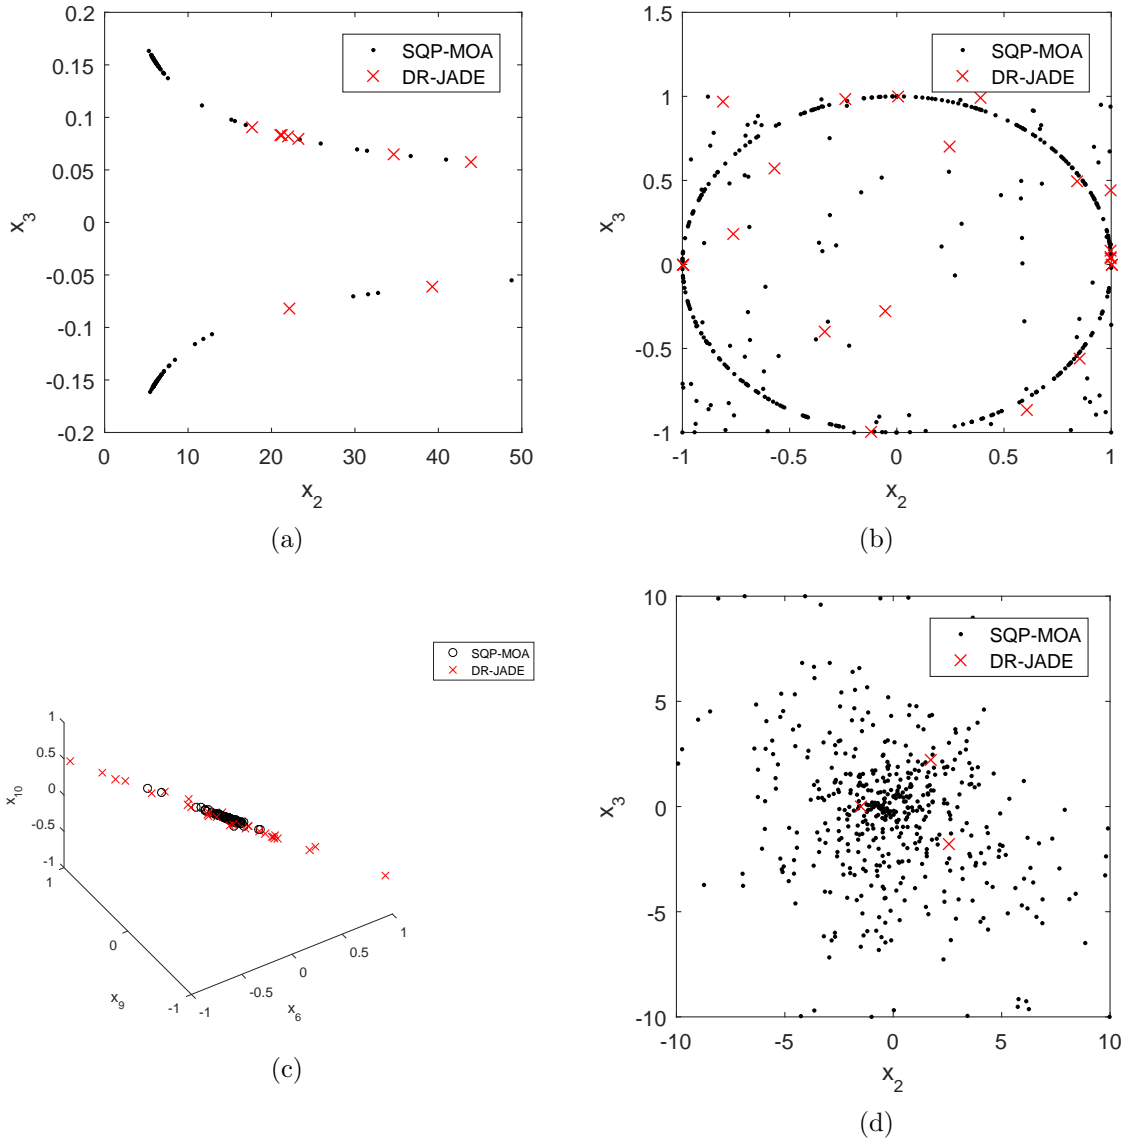 0.2
0.15
0.1
0.05
0
-0.05
-0.1
-0.15
-0.2
0 10 20 30 40 50
x2
x3
SQP-MOA
DR-JADE
(a)
1.5
1
0.5
0
-0.5
-1
-1 -0.5 0 0.5 1
x2
x3
SQP-MOA
DR-JADE
(b)
SQP-MOA
DR-JADE
1
0.5
0
-0.5
-1
x10
1
0
-1
x9
-1
-0.5
0
0.5
1
x6
(c)
10
5
0
-5
-10
-10 -5 0 5 10
x2
x3
SQP-MOA
DR-JADE
(d)